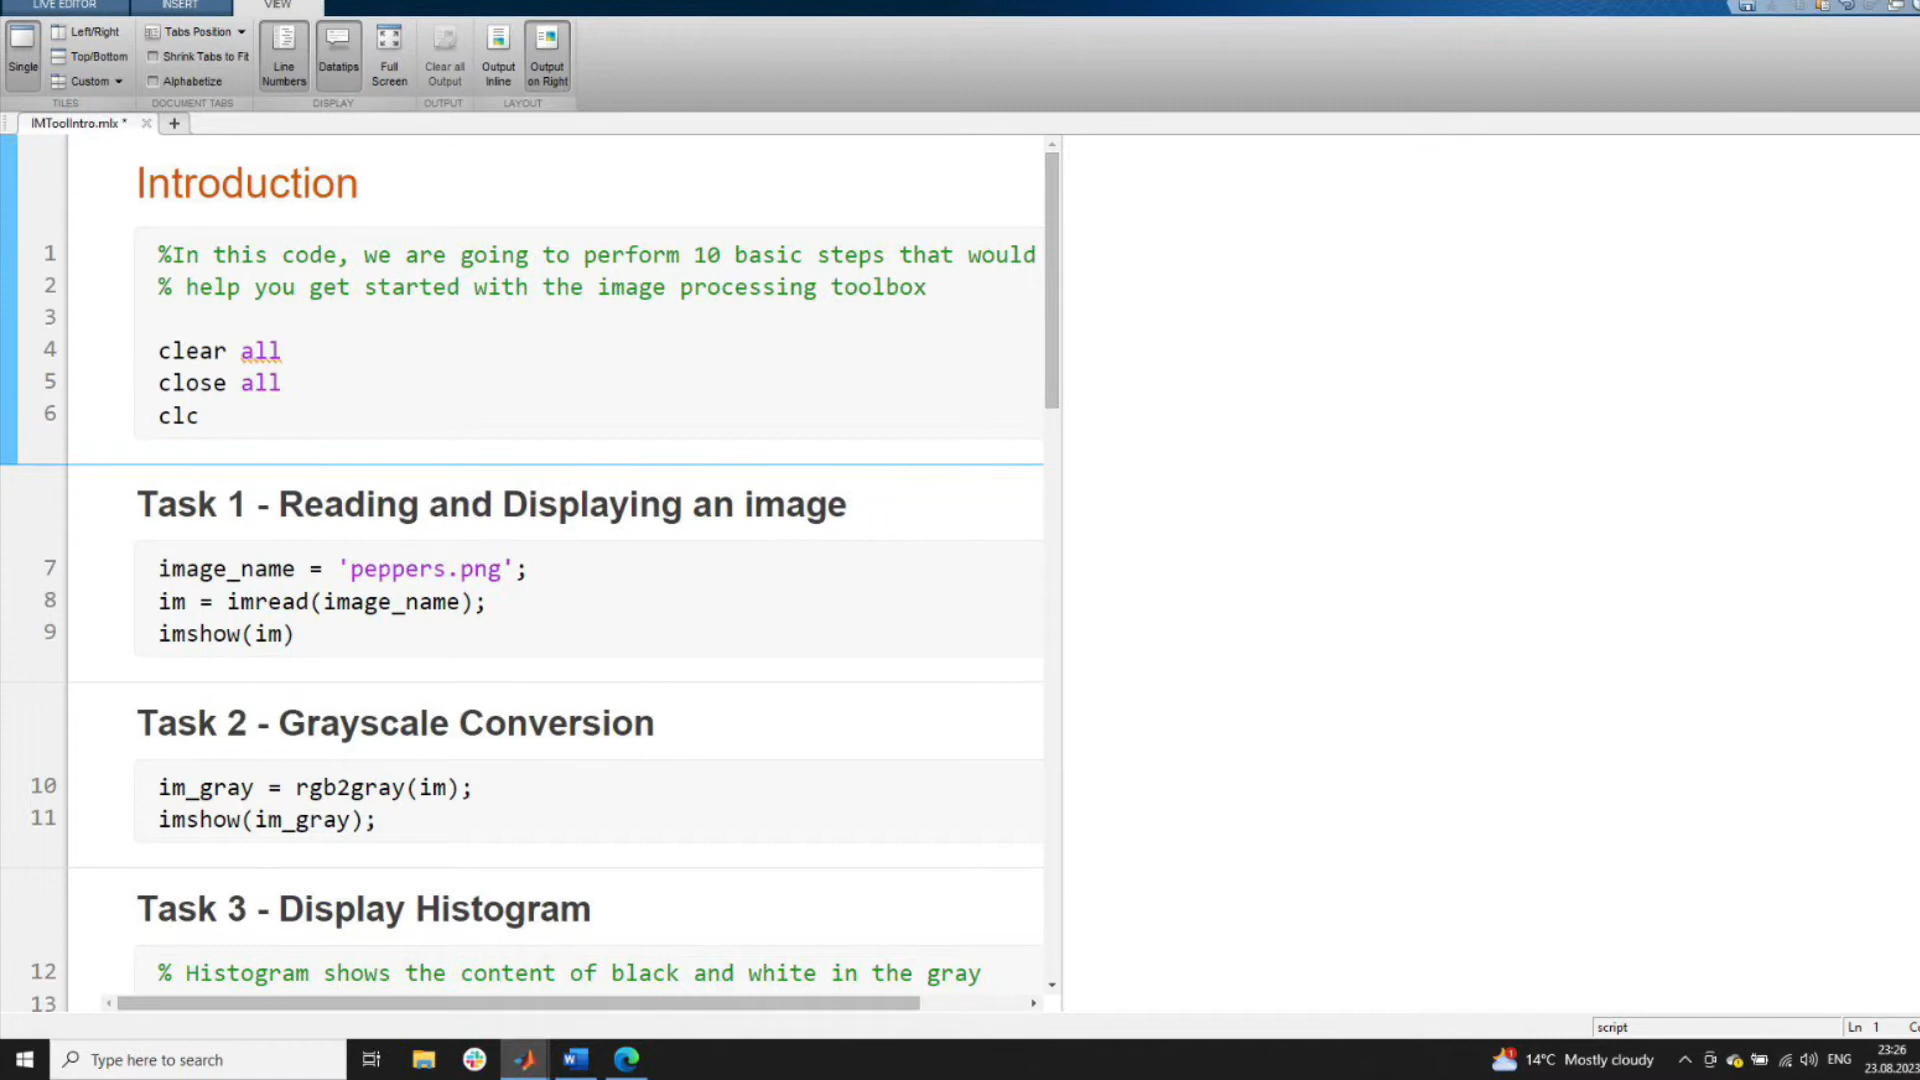 LIVE EDITOR INSERT VIEW
Single
Left/Right
Top/Bottom
Custom
TILES
Tabs Position
Shrink Tabs to Fit
Alphabetize
DOCUMENT TABS
Line Numbers
Datatips
Full Screen
DISPLAY
Clear all Output
OUTPUT
Output Inline
Output on Right
LAYOUT
IMToolIntro.mlx *
Introduction
1 %In this code, we are going to perform 10 basic steps that would
2 % help you get started with the image processing toolbox
3
4 clear all
5 close all
6 clc
Task 1 - Reading and Displaying an image
7 image_name = 'peppers.png';
8 im = imread(image_name);
9 imshow(im)
Task 2 - Grayscale Conversion
10 im_gray = rgb2gray(im);
11 imshow(im_gray);
Task 3 - Display Histogram
12 % Histogram shows the content of black and white in the gray
13
script Ln 1
Type here to search
14°C Mostly cloudy
ENG
23:26
23.08.2023